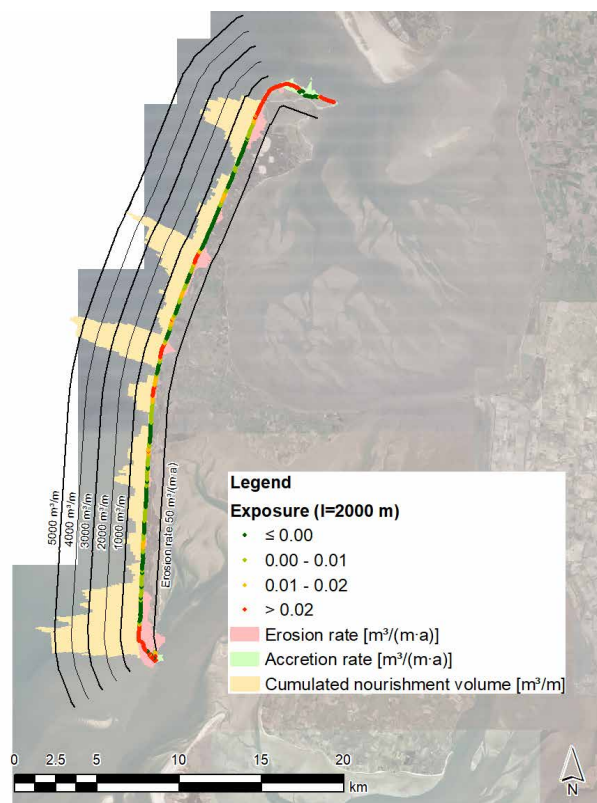 5000 m³/m
4000 m³/m
3000 m³/m
2000 m³/m
1000 m³/m
Erosion rate 50 m³/(m·a)
Legend
Exposure (l=2000 m)
≤ 0.00
0.00 - 0.01
0.01 - 0.02
> 0.02
Erosion rate [m³/(m·a)]
Accretion rate [m³/(m·a)]
Cumulated nourishment volume [m³/m]
0 2.5 5 10 15 20
km
N